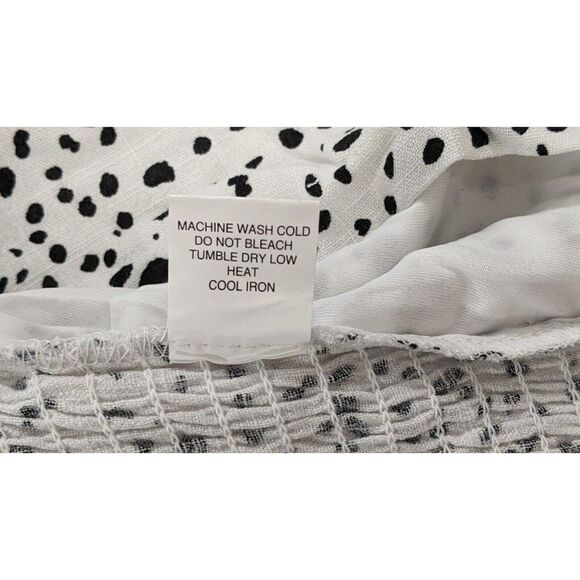 MACHINE WASH COLD
DO NOT BLEACH
TUMBLE DRY LOW
HEAT
COOL IRON